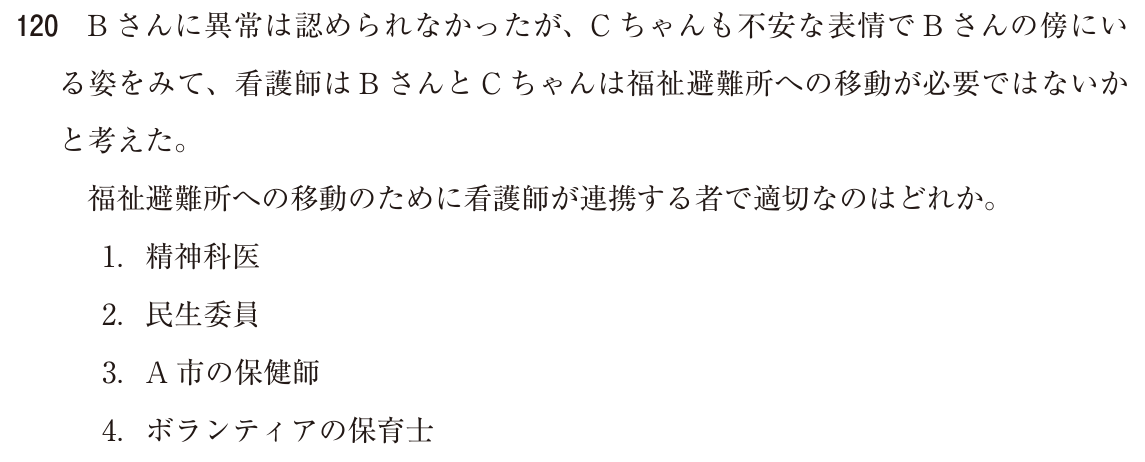 120 Bさんに異常は認められなかったが、Cちゃんも不安な表情でBさんの傍にい
る姿をみて、看護師はBさんとCちゃんは福祉避難所への移動が必要ではないか
と考えた。
福祉避難所への移動のために看護師が連携する者で適切なのはどれか。
1. 精神科医
2. 民生委員
3. A市の保健師
4. ボランティアの保育士